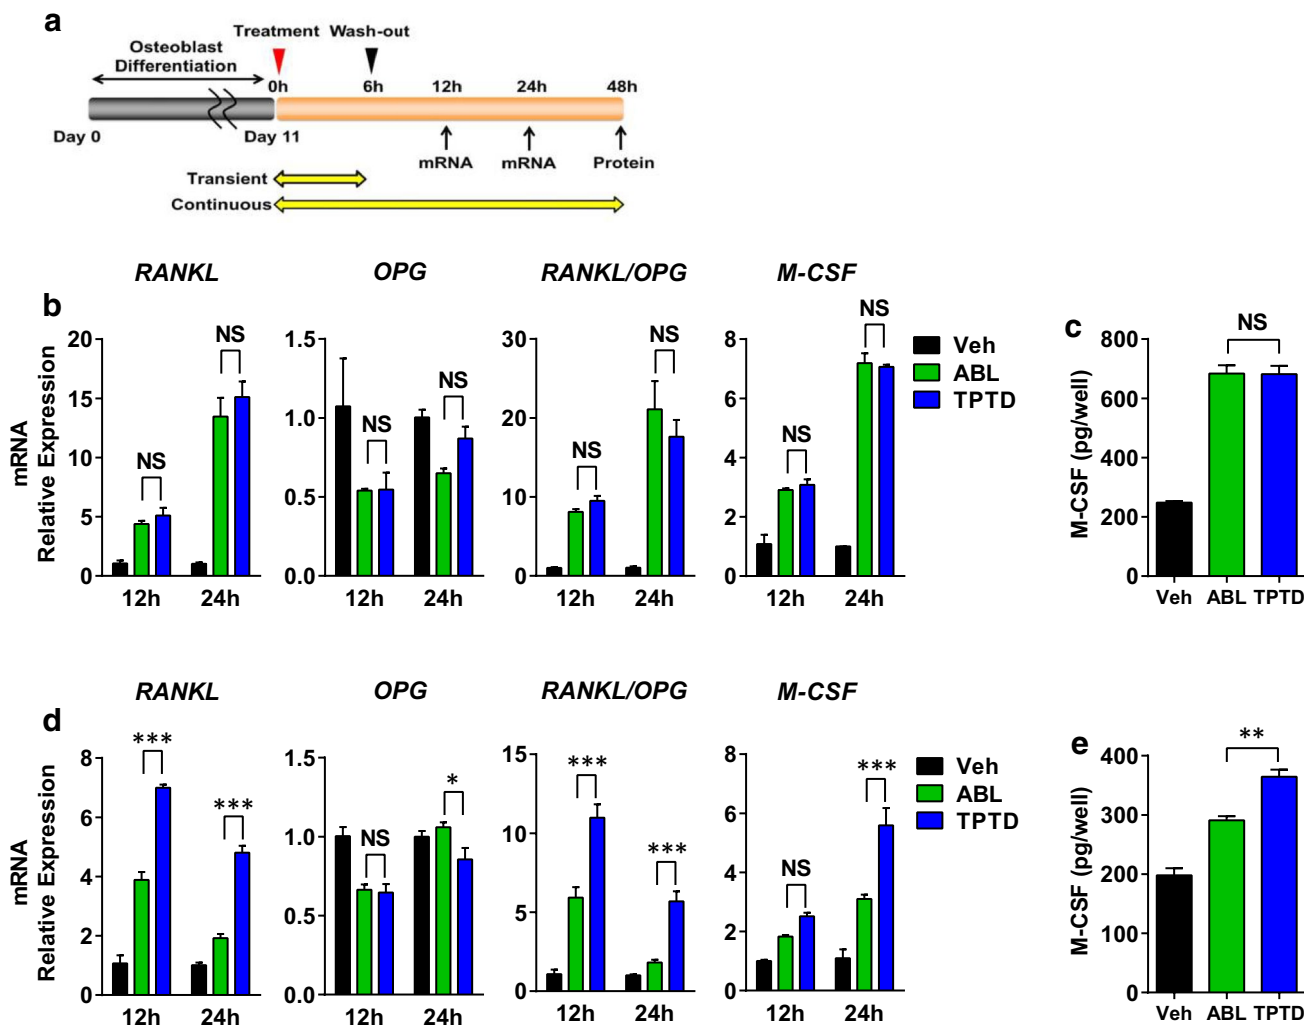 a
Treatment Wash-out
Osteoblast
Differentiation
0h 6h 12h 24h 48h
Day 0 Day 11
mRNA mRNA Protein
Transient
Continuous
RANKL OPG RANKL/OPG M-CSF
b
mRNA
Relative Expression
20
15
10
5
0
NS
NS
12h 24h
1.5
1.0
0.5
0.0
NS
NS
12h 24h
30
20
10
0
NS
NS
12h 24h
8
6
4
2
0
NS
NS
12h 24h
Veh
ABL
TPTD
c
M-CSF (pg/well)
800
600
400
200
0
NS
Veh ABL TPTD
RANKL OPG RANKL/OPG M-CSF
d
mRNA
Relative Expression
8
6
4
2
0
***
***
12h 24h
1.5
1.0
0.5
0.0
NS
*
12h 24h
15
10
5
0
***
***
12h 24h
8
6
4
2
0
NS
***
12h 24h
Veh
ABL
TPTD
e
M-CSF (pg/well)
400
300
200
100
0
**
Veh ABL TPTD